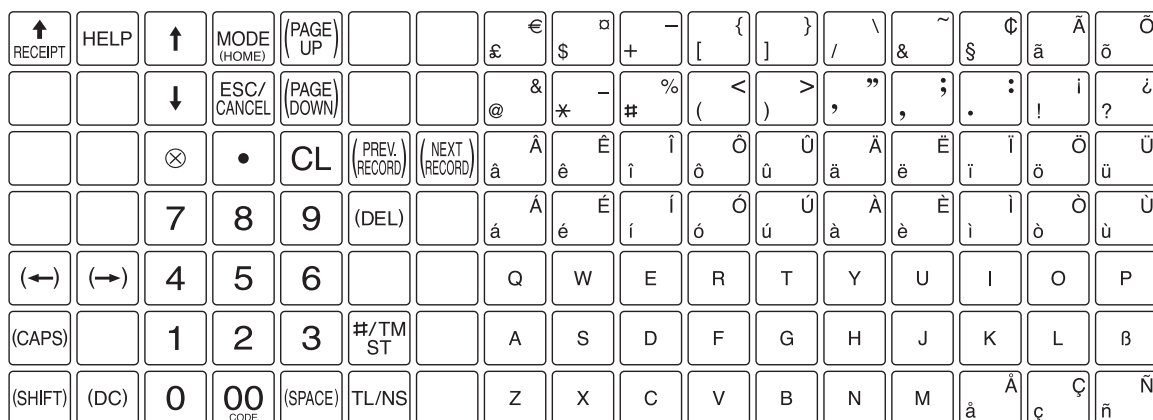 ↑ RECEIPT HELP ↑ MODE (HOME) (PAGE UP) £ € $ ¤ + − [ { ] } / \ & ~ § ₵ ã Ã õ Õ
↓ ESC/CANCEL (PAGE DOWN) @ & * – # % ( < ) > ’ ” , ; . : ! ¡ ? ¿
⊗ • CL (PREV. RECORD) (NEXT RECORD) â Â ê Ê î Î ô Ô û Û ä Ä ë Ë ï Ï ö Ö ü Ü
7 8 9 (DEL) á Á é É í Í ó Ó ú Ú à À è È ì Ì ò Ò ù Ù
(←) (→) 4 5 6 Q W E R T Y U I O P
(CAPS) 1 2 3 #/TM ST A S D F G H J K L ß
(SHIFT) (DC) 0 00 CODE (SPACE) TL/NS Z X C V B N M å Å ç Ç ñ Ñ